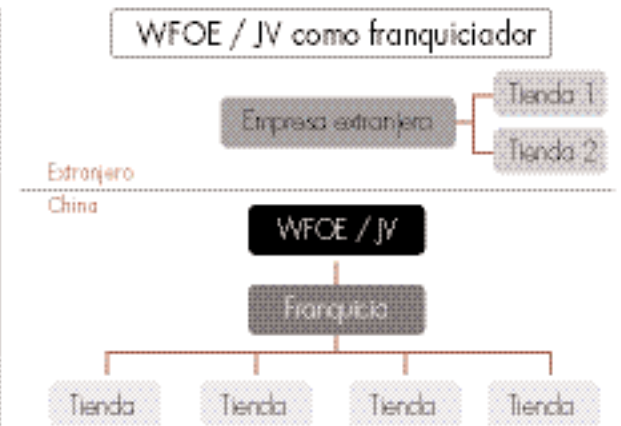 WFOE / JV como franquiciador
Empresa extranjera
Tienda 1
Tienda 2
Extranjero
China
WFOE / JV
Franquicia
Tienda Tienda Tienda Tienda